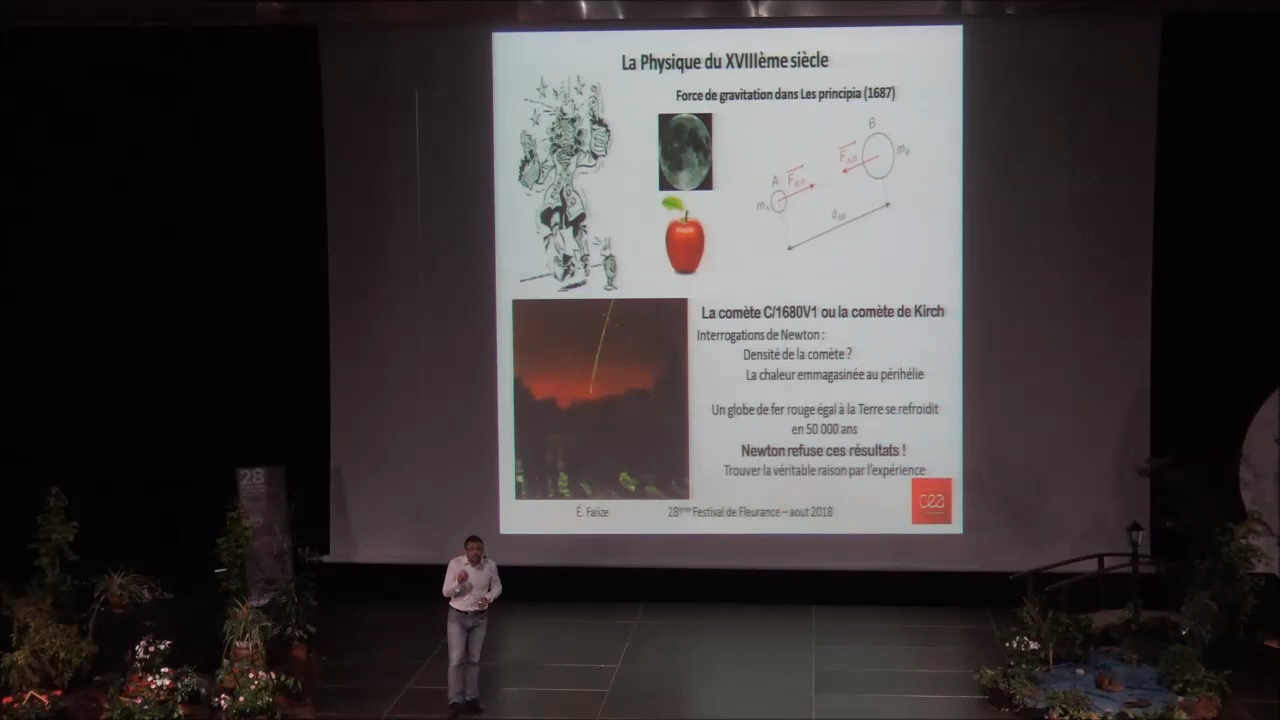 La Physique du XVIIIème siècle
Force de gravitation dans Les principia (1687)
B
A
La comète C/1680V1 ou la comète de Kirch
Interrogations de Newton :
Densité de la comète ?
La chaleur emmagasinée au périhélie
Un globe de fer rouge égal à la Terre se refroidit
en 50 000 ans
Newton refuse ces résultats !
Trouver la véritable raison par l'expérience
cea
É. Falize
28ème Festival de Fleurance – aout 2018
28